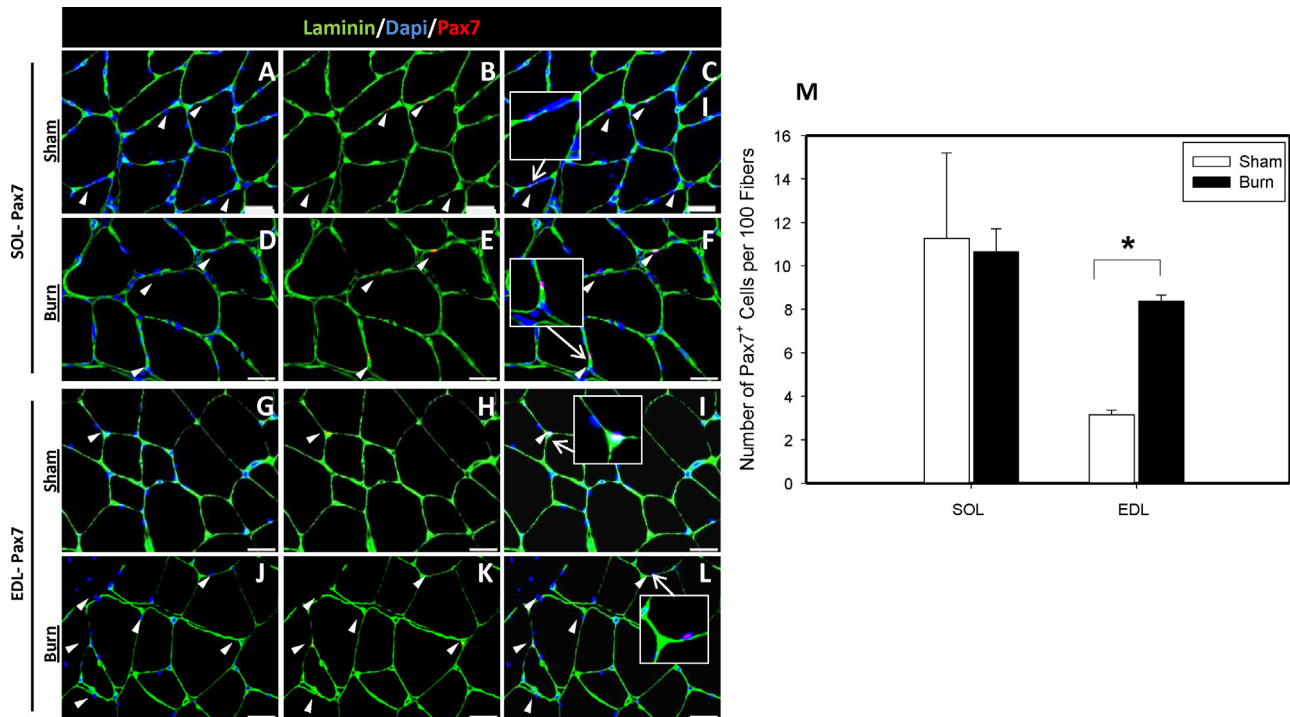 Laminin/Dapi/Pax7
SOL- Pax7
Sham
A
B
C
I
Burn
D
E
F
EDL- Pax7
Sham
G
H
I
Burn
J
K
L
M
Number of Pax7+ Cells per 100 Fibers
16
14
12
10
8
6
4
2
0
Sham
Burn
*
SOL
EDL